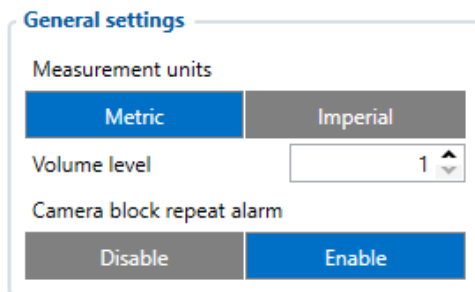 General settings
Measurement units
Metric Imperial
Volume level 1
Camera block repeat alarm
Disable Enable